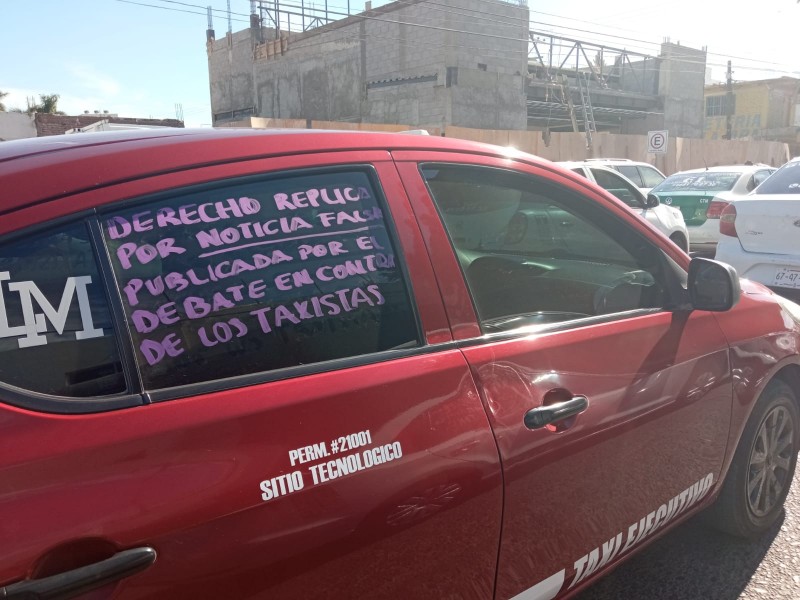 DERECHO REPLICA
POR NOTICIA FALSA
PUBLICADA POR EL
DEBATE EN CONTRA
DE LOS TAXISTAS
LM
PERM.#21001
SITIO TECNOLOGICO
TAXI EJECUTIVO
E